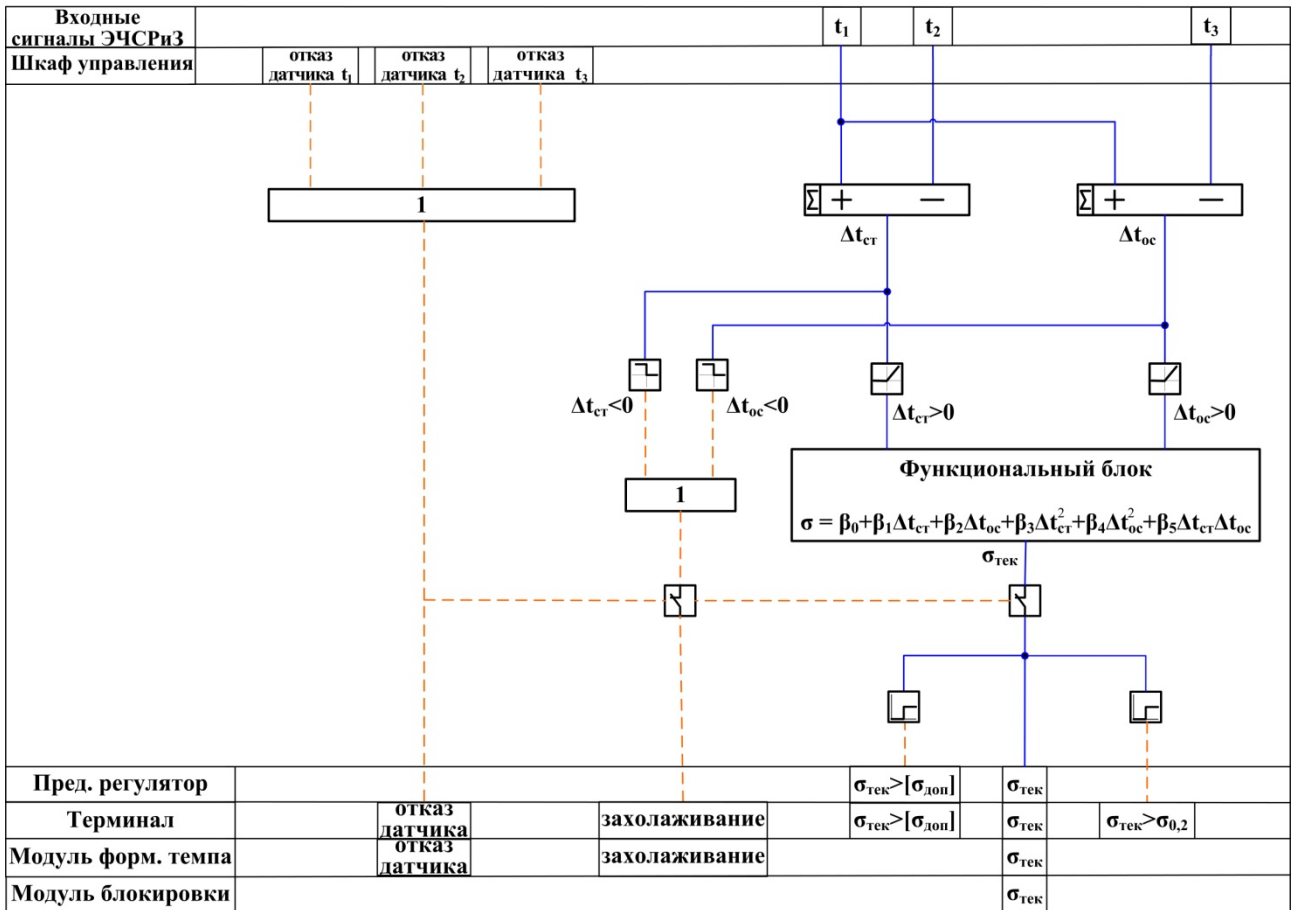 Входные
сигналы ЭЧСРиЗ
t₁ t₂ t₃
Шкаф управления
отказ
датчика t₁
отказ
датчика t₂
отказ
датчика t₃
1
Σ + —
Σ + —
Δtст
Δtос
Δtст<0
Δtос<0
Δtст>0
Δtос>0
1
Функциональный блок
σ = β₀+β₁Δtст+β₂Δtос+β₃Δt²ст+β₄Δt²ос+β₅ΔtстΔtос
σтек
Пред. регулятор
σтек>[σдоп]
σтек
Терминал
отказ
датчика
захолаживание
σтек>[σдоп]
σтек
σтек>σ0,2
Модуль форм. темпа
отказ
датчика
захолаживание
σтек
Модуль блокировки
σтек